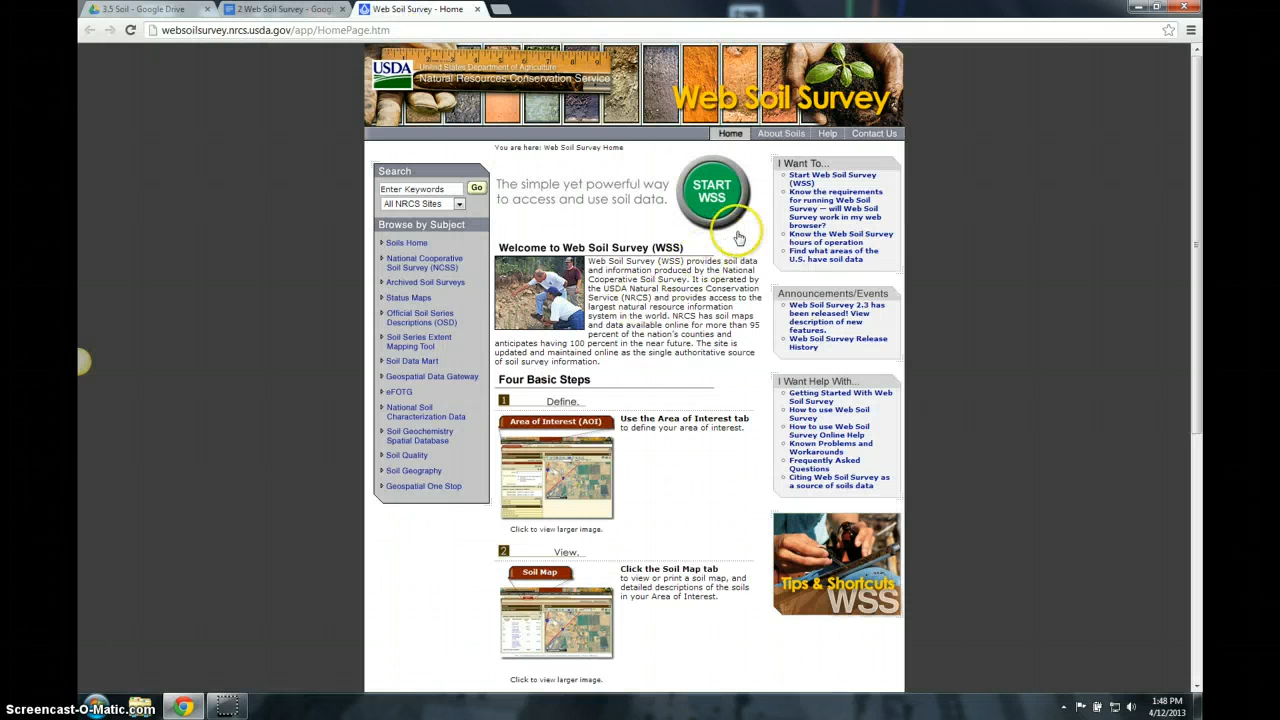 3.5 Soil - Google Drive
2 Web Soil Survey - Googl
Web Soil Survey - Home
websoilsurvey.nrcs.usda.gov/app/HomePage.htm
USDA
United States Department of Agriculture
Natural Resources Conservation Service
Web Soil Survey
Home
About Soils
Help
Contact Us
You are here: Web Soil Survey Home
Search
Enter Keywords
Go
All NRCS Sites
Browse by Subject
Soils Home
National Cooperative
Soil Survey (NCSS)
Archived Soil Surveys
Status Maps
Official Soil Series
Descriptions (OSD)
Soil Series Extent
Mapping Tool
Soil Data Mart
Geospatial Data Gateway
eFOTG
National Soil
Characterization Data
Soil Geochemistry
Spatial Database
Soil Quality
Soil Geography
Geospatial One Stop
The simple yet powerful way
to access and use soil data.
START
WSS
Welcome to Web Soil Survey (WSS)
Web Soil Survey (WSS) provides soil data
and information produced by the National
Cooperative Soil Survey. It is operated by
the USDA Natural Resources Conservation
Service (NRCS) and provides access to the
largest natural resource information
system in the world. NRCS has soil maps
and data available online for more than 95
percent of the nation's counties and
anticipates having 100 percent in the near future. The site is
updated and maintained online as the single authoritative source
of soil survey information.
Four Basic Steps
1
Define.
Area of Interest (AOI)
Use the Area of Interest tab
to define your area of interest.
Click to view larger image.
2
View.
Soil Map
Click the Soil Map tab
to view or print a soil map, and
detailed descriptions of the soils
in your Area of Interest.
Click to view larger image.
I Want To...
Start Web Soil Survey
(WSS)
Know the requirements
for running Web Soil
Survey — will Web Soil
Survey work in my web
browser?
Know the Web Soil Survey
hours of operation
Find what areas of the
U.S. have soil data
Announcements/Events
Web Soil Survey 2.3 has
been released! View
description of new
features.
Web Soil Survey Release
History
I Want Help With...
Getting Started With Web
Soil Survey
How to use Web Soil
Survey
How to use Web Soil
Survey Online Help
Known Problems and
Workarounds
Frequently Asked
Questions
Citing Web Soil Survey as
a source of soils data
Tips & Shortcuts
WSS
Screencast-O-Matic.com
1:48 PM
4/12/2013